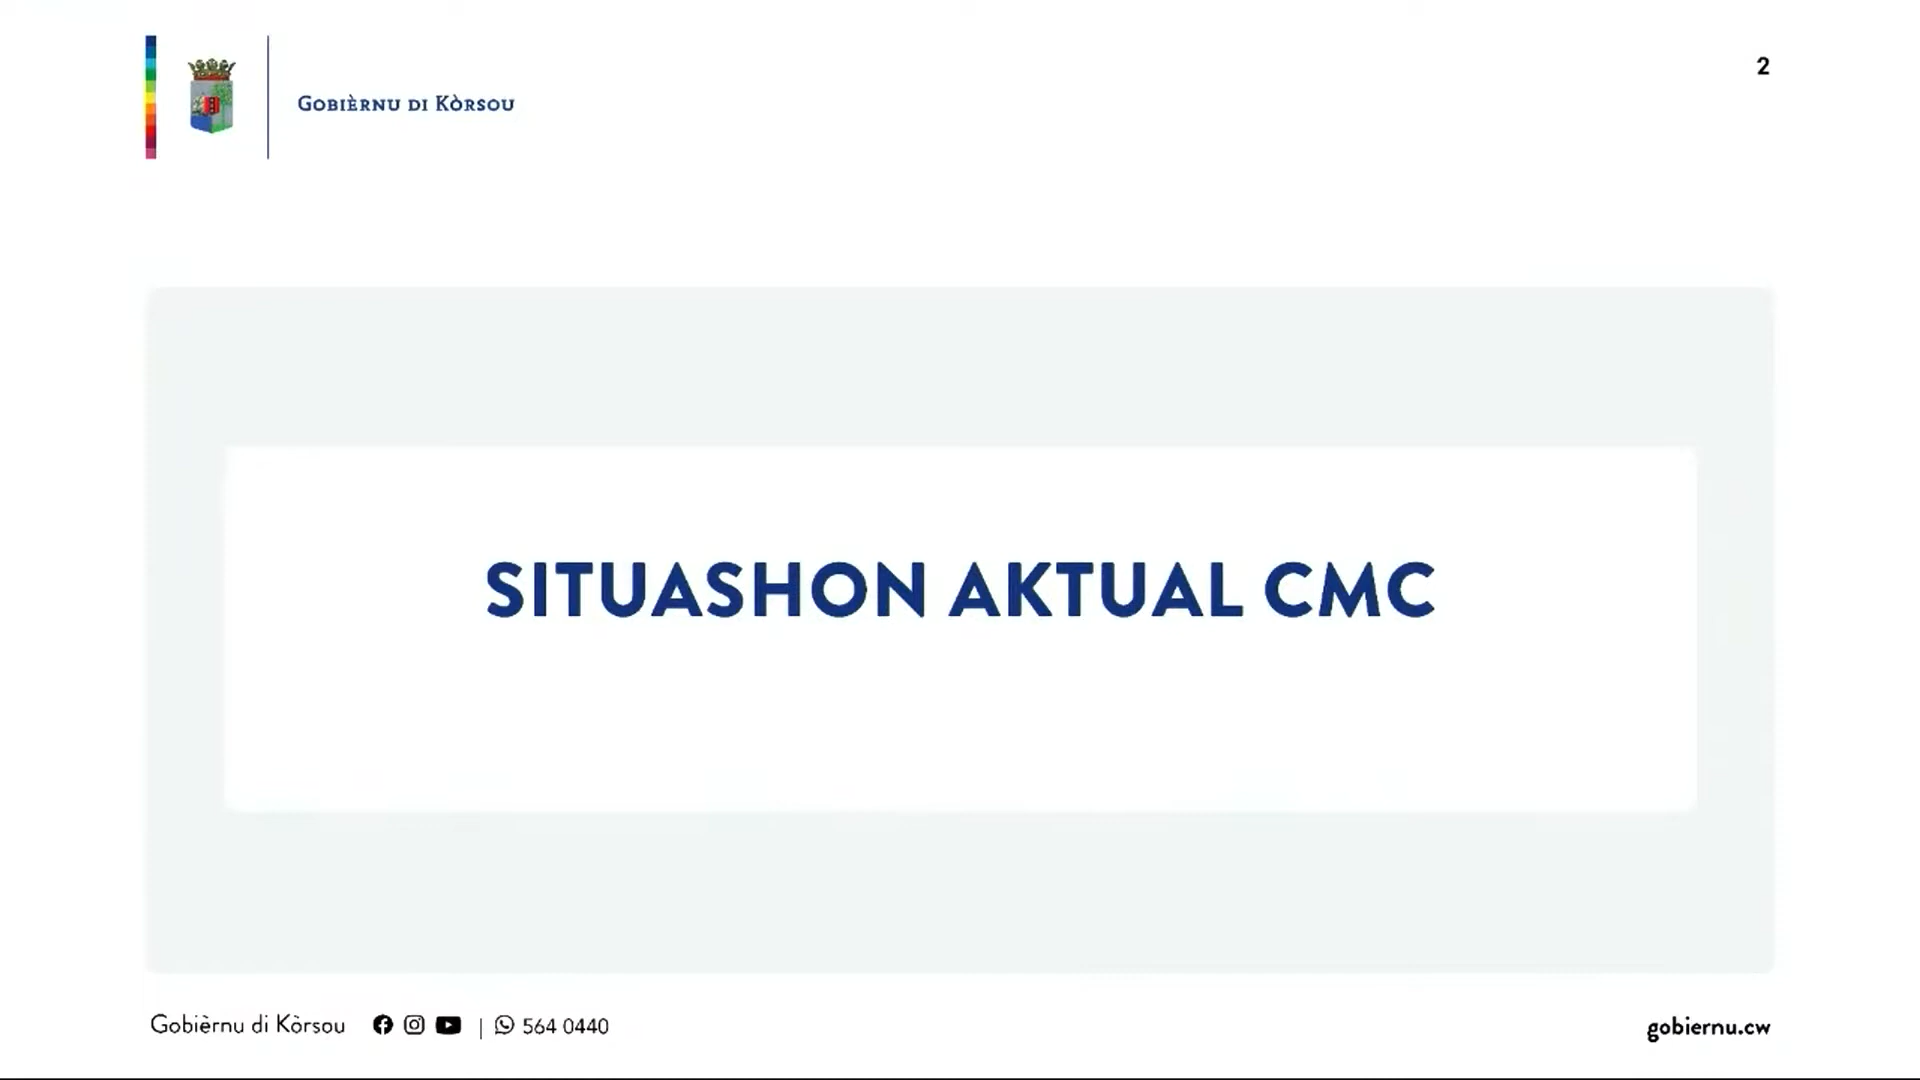 Gobièrnu di Kòrsou
2
SITUASHON AKTUAL CMC
Gobièrnu di Kòrsou | 564 0440
gobiernu.cw